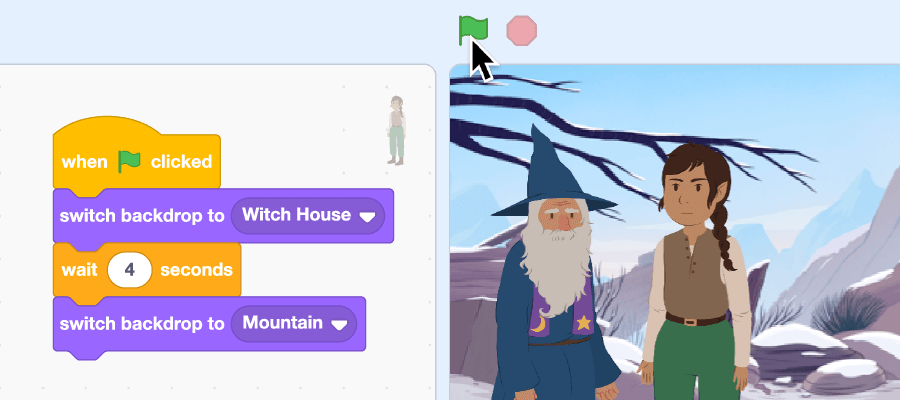 when clicked
switch backdrop to Witch House
wait 4 seconds
switch backdrop to Mountain